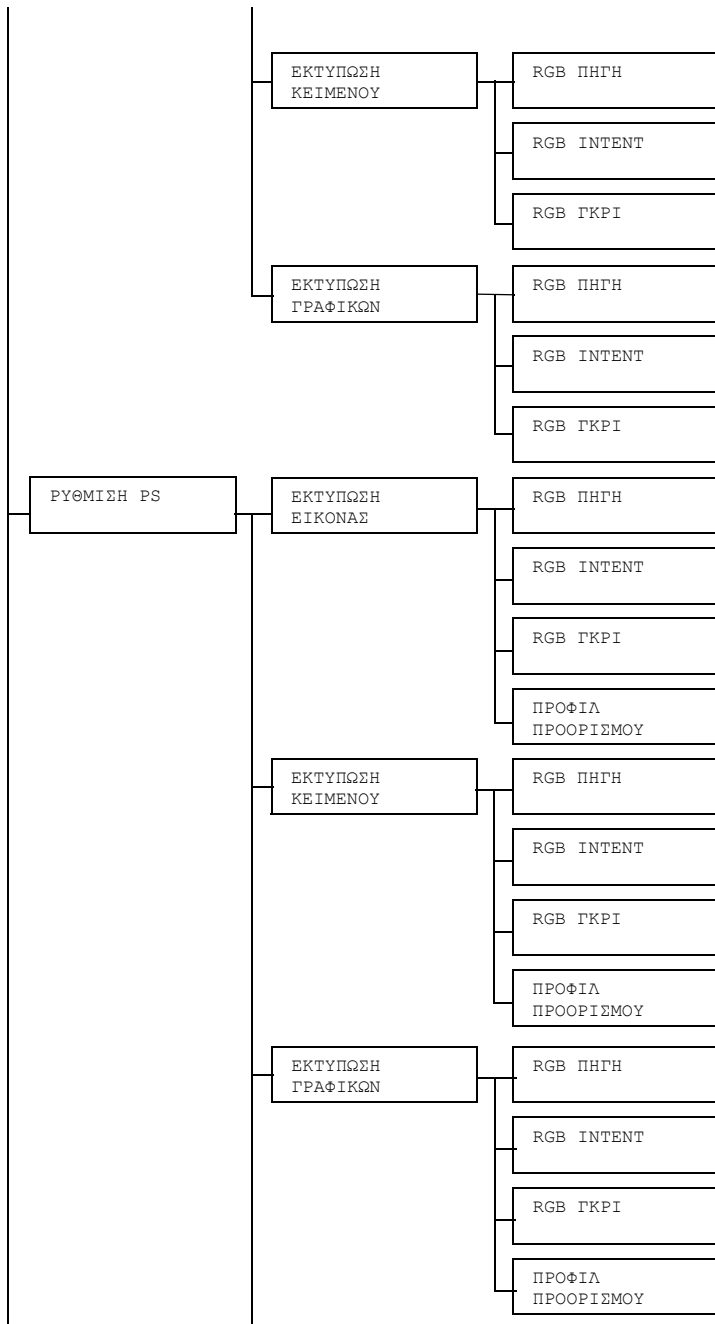 ΕΚΤΥΠΩΣΗ
ΚΕΙΜΕΝΟΥ
RGB ΠΗΓΗ
RGB INTENT
RGB ΓΚΡΙ
ΕΚΤΥΠΩΣΗ
ΓΡΑΦΙΚΩΝ
RGB ΠΗΓΗ
RGB INTENT
RGB ΓΚΡΙ
ΡΥΘΜΙΣΗ PS
ΕΚΤΥΠΩΣΗ
ΕΙΚΟΝΑΣ
RGB ΠΗΓΗ
RGB INTENT
RGB ΓΚΡΙ
ΠΡΟΦΙΛ
ΠΡΟΟΡΙΣΜΟΥ
ΕΚΤΥΠΩΣΗ
ΚΕΙΜΕΝΟΥ
RGB ΠΗΓΗ
RGB INTENT
RGB ΓΚΡΙ
ΠΡΟΦΙΛ
ΠΡΟΟΡΙΣΜΟΥ
ΕΚΤΥΠΩΣΗ
ΓΡΑΦΙΚΩΝ
RGB ΠΗΓΗ
RGB INTENT
RGB ΓΚΡΙ
ΠΡΟΦΙΛ
ΠΡΟΟΡΙΣΜΟΥ